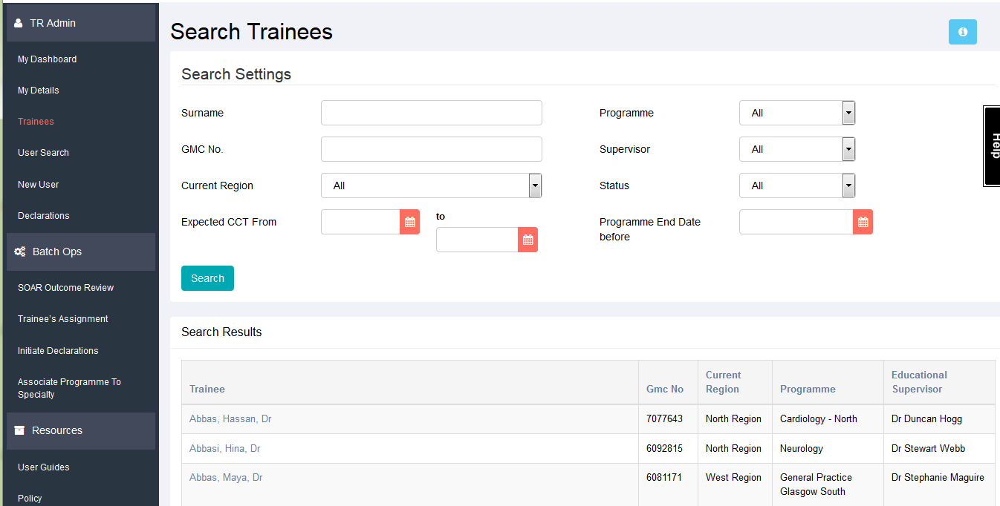 TR Admin
My Dashboard
My Details
Trainees
User Search
New User
Declarations
Batch Ops
SOAR Outcome Review
Trainee's Assignment
Initiate Declarations
Associate Programme To
Specialty
Resources
User Guides
Policy
Search Trainees
Search Settings
Surname
Programme All
GMC No.
Supervisor All
Current Region All
Status All
Expected CCT From to
Programme End Date
before
Search
Help
Search Results
Trainee Gmc No Current Region Programme Educational Supervisor
Abbas, Hassan, Dr 7077643 North Region Cardiology - North Dr Duncan Hogg
Abbasi, Hina, Dr 6092815 North Region Neurology Dr Stewart Webb
Abbas, Maya, Dr 6081171 West Region General Practice Dr Stephanie Maguire
Glasgow South